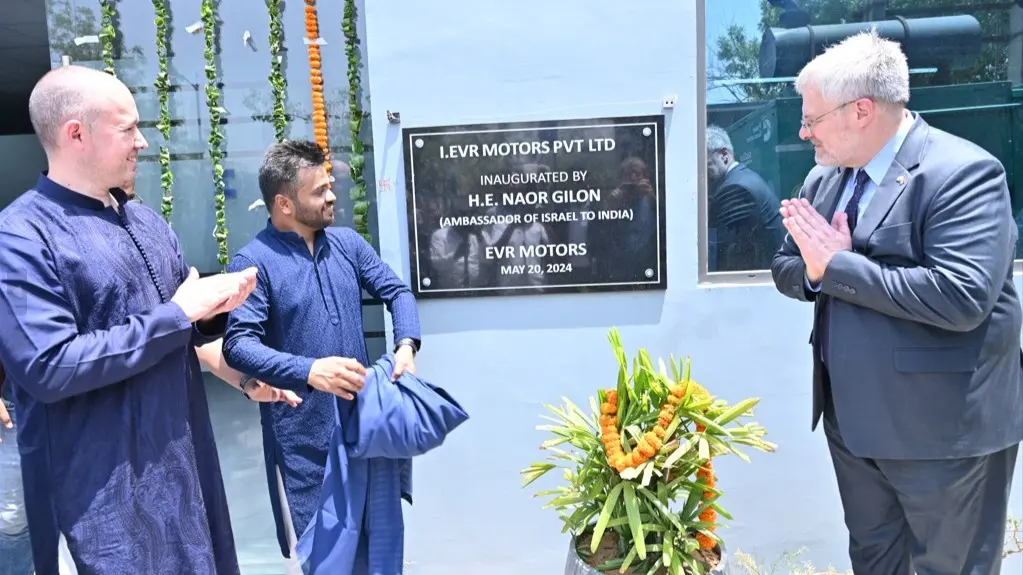 I.EVR MOTORS PVT LTD
INAUGURATED BY
H.E. NAOR GILON
(AMBASSADOR OF ISRAEL TO INDIA)
EVR MOTORS
MAY 20, 2024